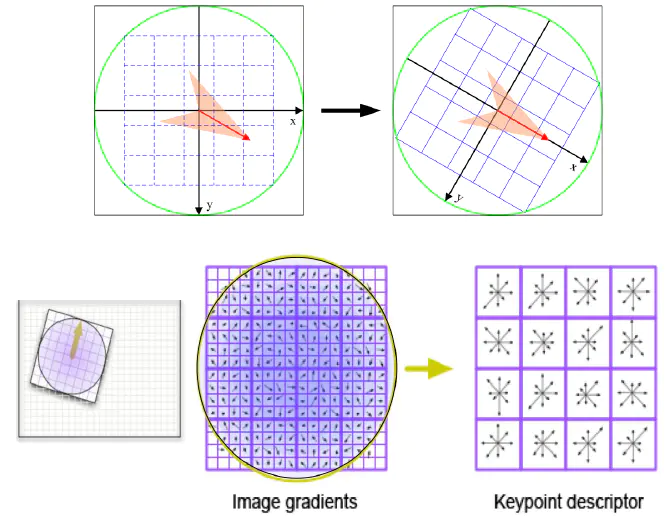 x
y
x
y
Image gradients
Keypoint descriptor